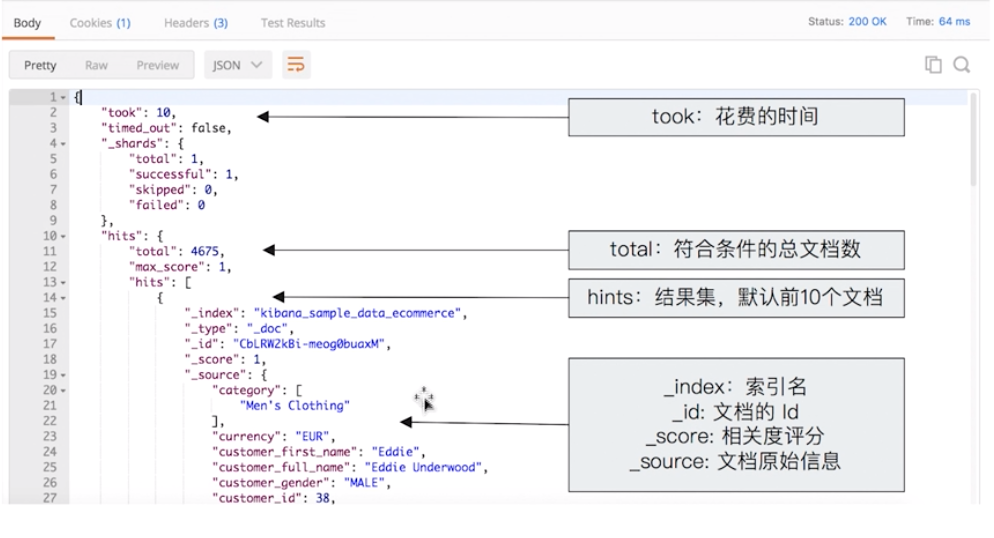 Body Cookies (1) Headers (3) Test Results Status: 200 OK Time: 64 ms
Pretty Raw Preview JSON
1 {
2 "took": 10,
took：花费的时间
3 "timed_out": false,
4 "_shards": {
5 "total": 1,
6 "successful": 1,
7 "skipped": 0,
8 "failed": 0
9 },
10 "hits": {
11 "total": 4675,
total：符合条件的总文档数
12 "max_score": 1,
13 "hits": [
14 {
hints：结果集，默认前10个文档
15 "_index": "kibana_sample_data_ecommerce",
16 "_type": "_doc",
17 "_id": "CbLRW2kBi-meog0buaxM",
18 "_score": 1,
19 "_source": {
20 "category": [
21 "Men's Clothing"
22 ],
23 "currency": "EUR",
24 "customer_first_name": "Eddie",
25 "customer_full_name": "Eddie Underwood",
26 "customer_gender": "MALE",
27 "customer_id": 38,
_index：索引名
_id: 文档的 Id
_score: 相关度评分
_source: 文档原始信息